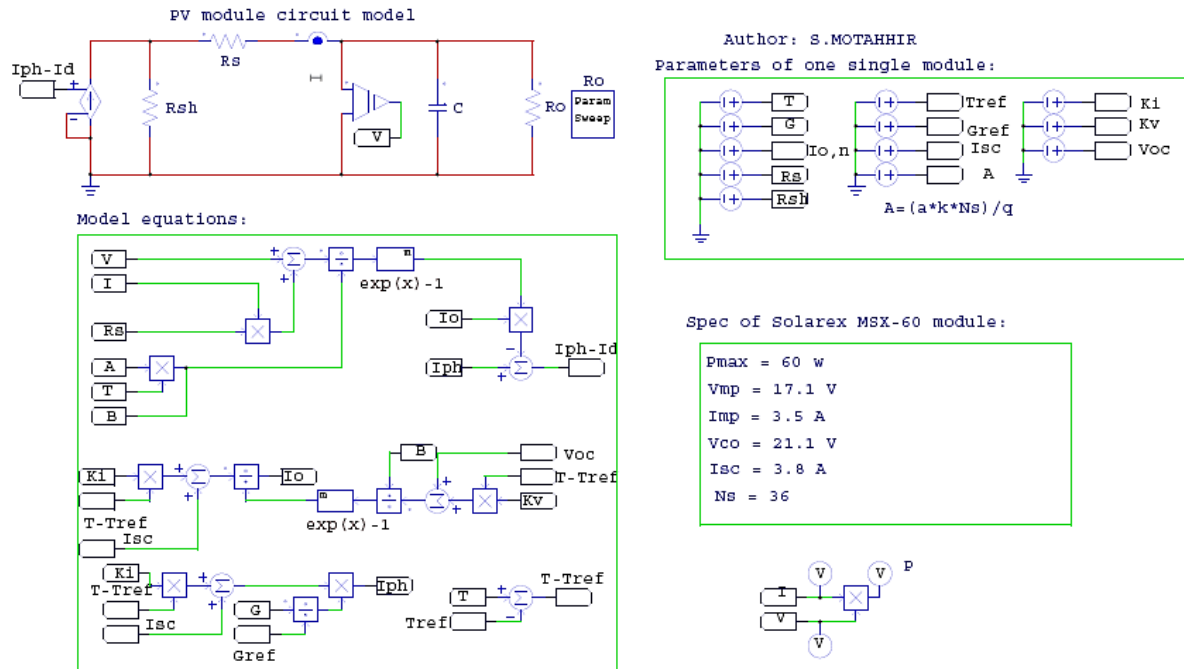 PV module circuit model
Author: S.MOTAHHIR
Parameters of one single module:
Iph-Id
Rs
Rsh
V
C
Ro
Ro
Param
Sweep
T
G
Io,n
Rs
Rsh
Tref
Gref
Isc
A
Ki
Kv
Voc
A=(a*k*Ns)/q
Model equations:
V
I
Rs
A
T
B
exp(x)-1
Io
Iph
Iph-Id
Ki
T-Tref
Isc
Io
exp(x)-1
B
Voc
T-Tref
Kv
Ki
T-Tref
Isc
G
Gref
Iph
T
Tref
T-Tref
Spec of Solarex MSX-60 module:
Pmax = 60 w
Vmp = 17.1 V
Imp = 3.5 A
Vco = 21.1 V
Isc = 3.8 A
Ns = 36
I
V
V
V
V
P